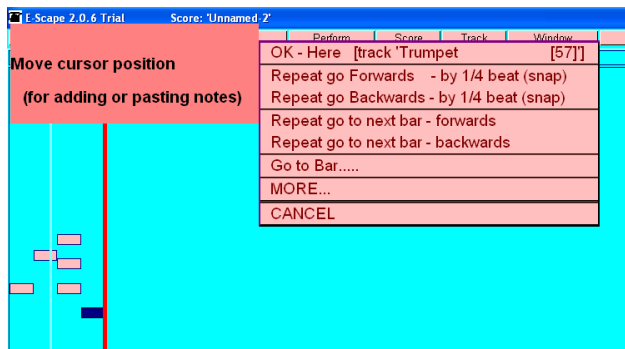 E-Scape 2.0.6 Trial Score: 'Unnamed-2'
Perform Score Track Window
Move cursor position
(for adding or pasting notes)
OK - Here [track 'Trumpet [57]']
Repeat go Forwards - by 1/4 beat (snap)
Repeat go Backwards - by 1/4 beat (snap)
Repeat go to next bar - forwards
Repeat go to next bar - backwards
Go to Bar.....
MORE...
CANCEL